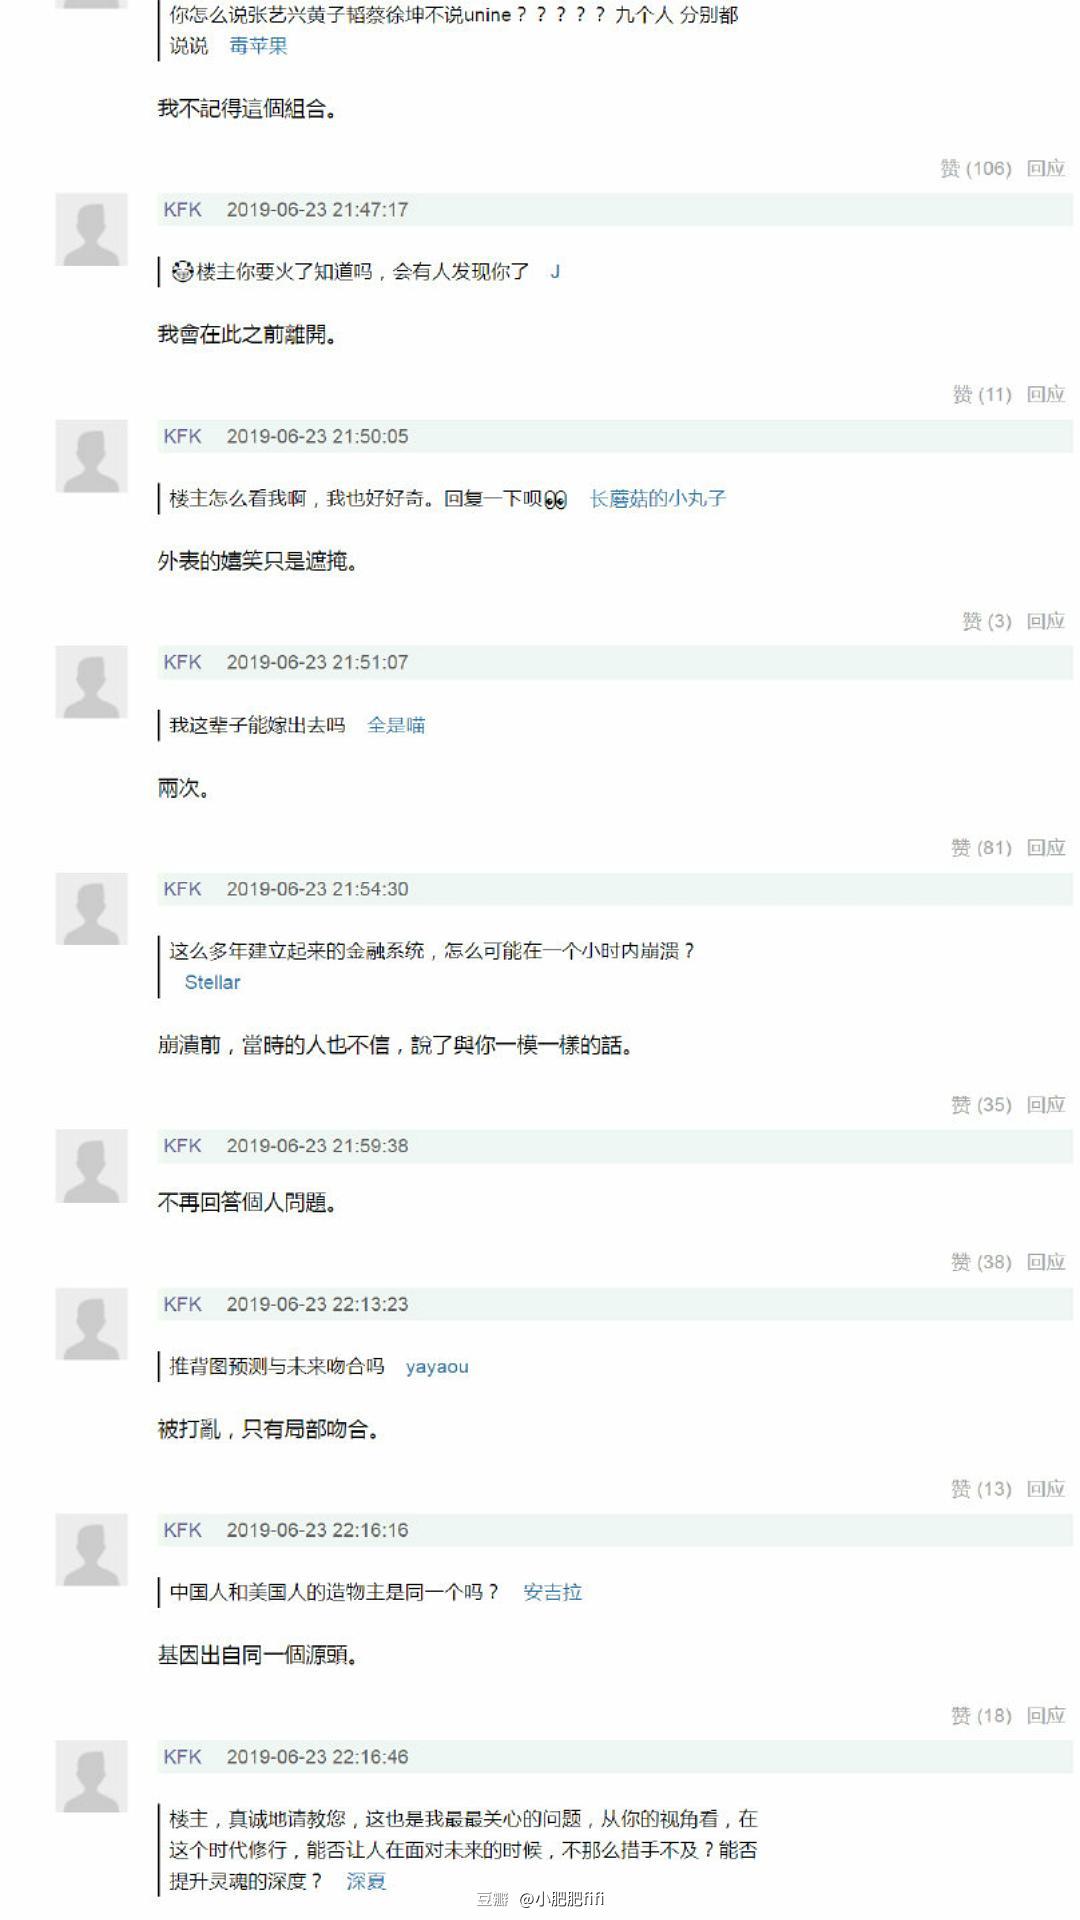 你怎么说张艺兴黄子韬蔡徐坤不说unine？？？？？九个人 分别都
说说 毒苹果
我不記得這個組合。
赞 (106) 回应
KFK 2019-06-23 21:47:17
楼主你要火了知道吗，会有人发现你了 J
我會在此之前離開。
赞 (11) 回应
KFK 2019-06-23 21:50:05
楼主怎么看我啊，我也好好奇。回复一下呗👀 长蘑菇的小丸子
外表的嬉笑只是遮掩。
赞 (3) 回应
KFK 2019-06-23 21:51:07
我这辈子能嫁出去吗 全是喵
兩次。
赞 (81) 回应
KFK 2019-06-23 21:54:30
这么多年建立起来的金融系统，怎么可能在一个小时内崩溃？
Stellar
崩潰前，當時的人也不信，說了與你一模一樣的話。
赞 (35) 回应
KFK 2019-06-23 21:59:38
不再回答個人問題。
赞 (38) 回应
KFK 2019-06-23 22:13:23
推背图预测与未来吻合吗 yayaou
被打亂，只有局部吻合。
赞 (13) 回应
KFK 2019-06-23 22:16:16
中国人和美国人的造物主是同一个吗？ 安吉拉
基因出自同一個源頭。
赞 (18) 回应
KFK 2019-06-23 22:16:46
楼主，真诚地请教您，这也是我最最关心的问题，从你的视角看，在
这个时代修行，能否让人在面对未来的时候，不那么措手不及？能否
提升灵魂的深度？ 深夏
豆瓣 @小肥肥fifi